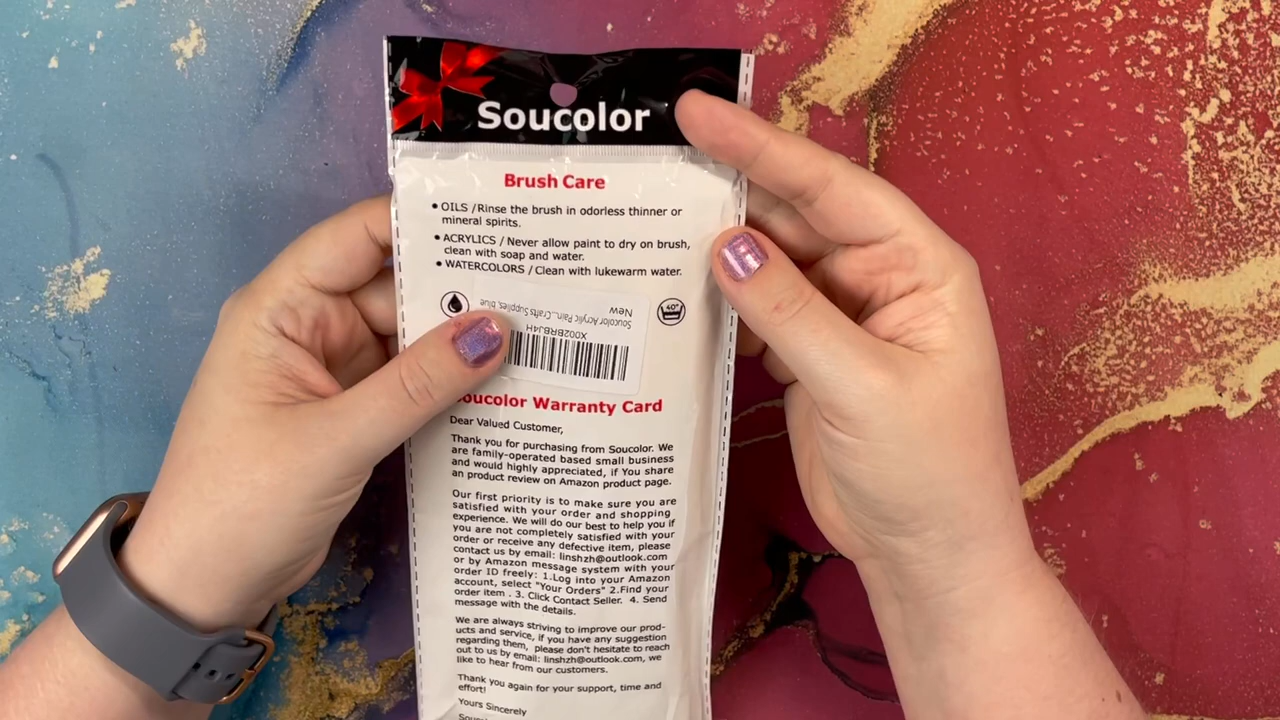 Soucolor
Brush Care
• OILS /Rinse the brush in odorless thinner or
mineral spirits.
• ACRYLICS / Never allow paint to dry on brush,
clean with soap and water.
• WATERCOLORS / Clean with lukewarm water.
40°
New
Soucolor Acrylic Pain...Crafts Supplies, blue
X002BRBJ4H
oucolor Warranty Card
Dear Valued Customer,
Thank you for purchasing from Soucolor. We
are family-operated based small business
and would highly appreciated, if You share
an product review on Amazon product page.
Our first priority is to make sure you are
satisfied with your order and shopping
experience. We will do our best to help you if
you are not completely satisfied with your
order or receive any defective item, please
contact us by email: linshzh@outlook.com
or by Amazon message system with your
order ID freely: 1.Log into your Amazon
account, select "Your Orders" 2.Find your
order item . 3. Click Contact Seller. 4. Send
message with the details.
We are always striving to improve our prod-
ucts and service, if you have any suggestion
regarding them, please don't hesitate to reach
out to us by email: linshzh@outlook.com, we
like to hear from our customers.
Thank you again for your support, time and
effort!
Yours Sincerely